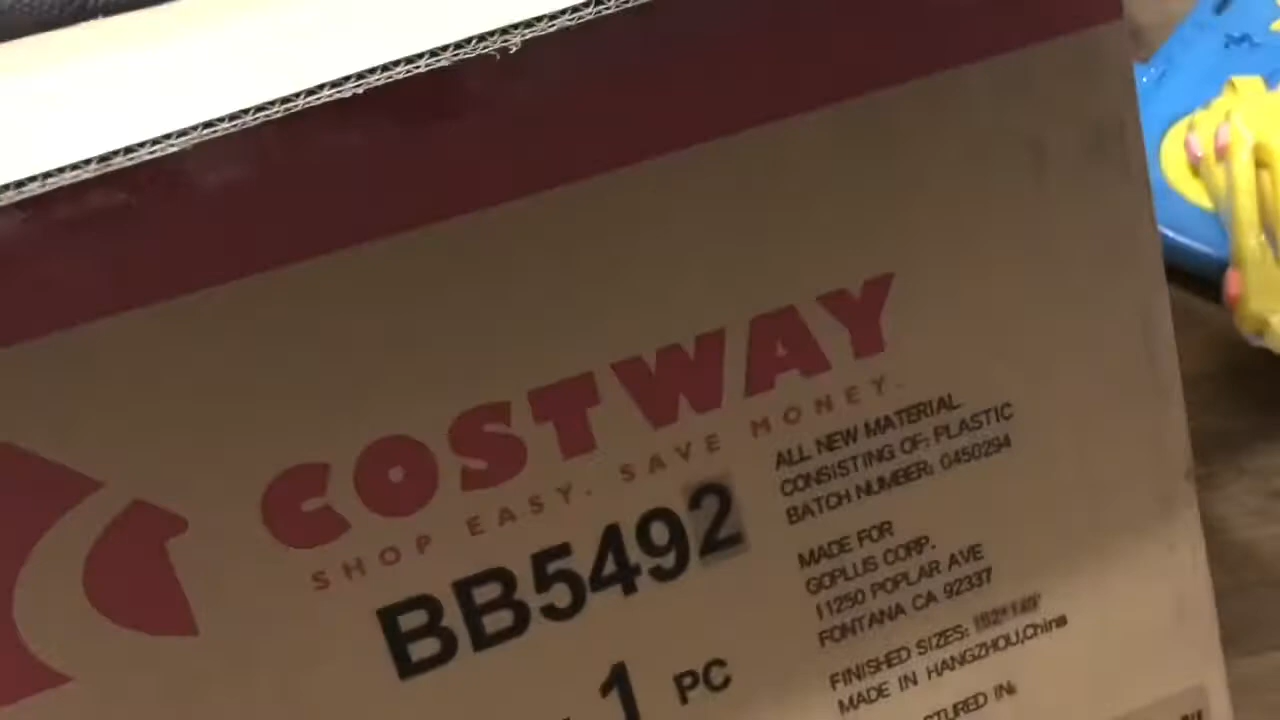 COSTWAY
SHOP EASY. SAVE MONEY.
BB5492
1 PC
ALL NEW MATERIAL
CONSISTING OF: PLASTIC
BATCH NUMBER: 0450294
MADE FOR
GOPLUS CORP.
11250 POPLAR AVE
FONTANA CA 92337
FINISHED SIZES:
MADE IN HANGZHOU,China